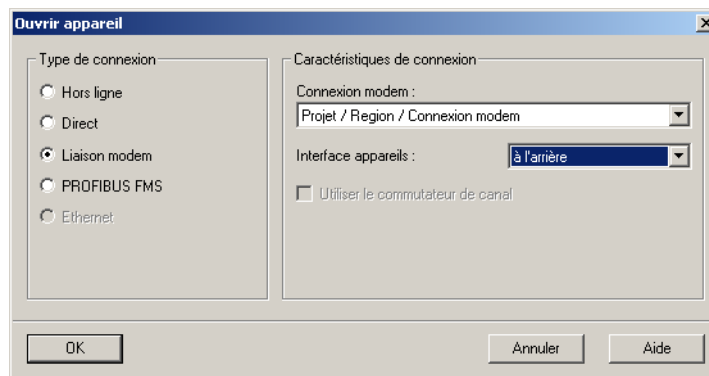 Ouvrir appareil
Type de connexion
Hors ligne
Direct
Liaison modem
PROFIBUS FMS
Ethernet
Caractéristiques de connexion
Connexion modem :
Projet / Region / Connexion modem
Interface appareils :
à l'arrière
Utiliser le commutateur de canal
OK
Annuler
Aide